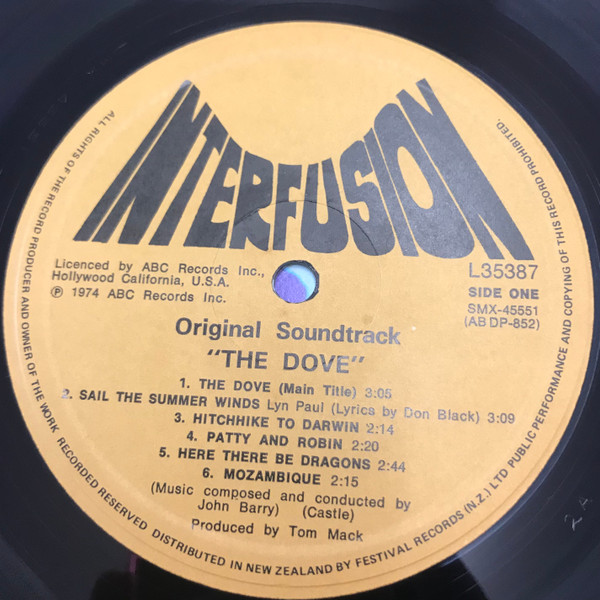 INTERFUSION
Licenced by ABC Records Inc.,
Hollywood California, U.S.A.
℗ 1974 ABC Records Inc.
L35387
SIDE ONE
SMX-45551
(AB DP-852)
Original Soundtrack
"THE DOVE"
1. THE DOVE (Main Title) 3:05
2. SAIL THE SUMMER WINDS Lyn Paul (Lyrics by Don Black) 3:09
3. HITCHHIKE TO DARWIN 2:14
4. PATTY AND ROBIN 2:20
5. HERE THERE BE DRAGONS 2:44
6. MOZAMBIQUE 2:15
(Music composed and conducted by
John Barry) (Castle)
Produced by Tom Mack
ALL RIGHTS OF THE RECORD PRODUCER AND OWNER OF THE WORK RECORDED RESERVED DISTRIBUTED IN NEW ZEALAND BY FESTIVAL RECORDS (N.Z.) LTD PUBLIC PERFORMANCE AND COPYING OF THIS RECORD PROHIBITED.